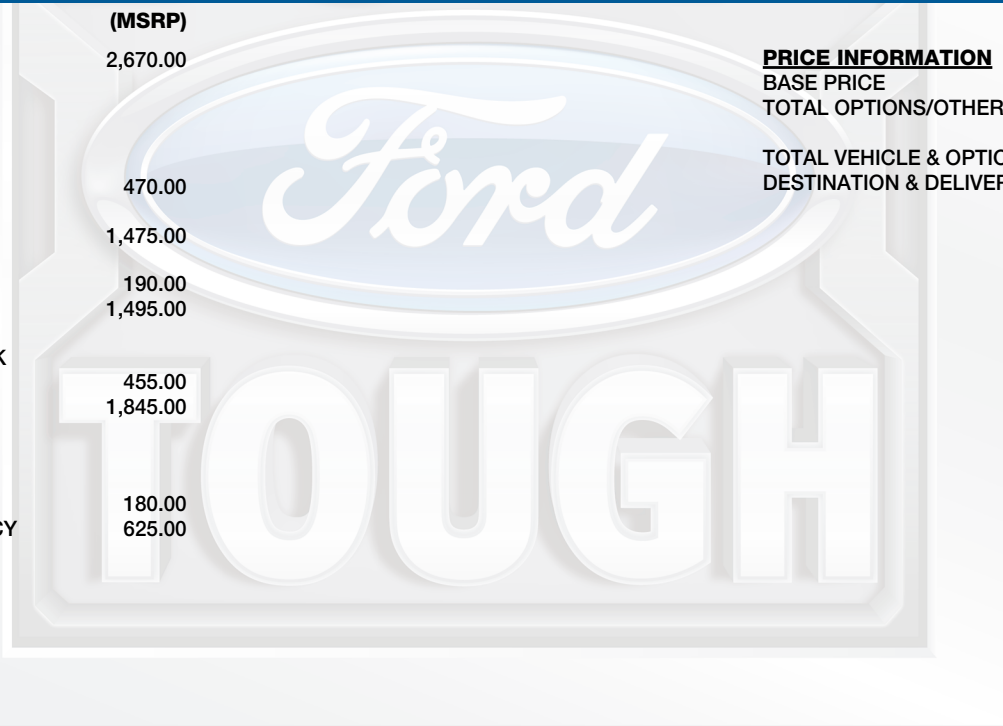 (MSRP)
2,670.00
470.00
1,475.00
190.00
1,495.00
K
455.00
1,845.00
180.00
CY 625.00
PRICE INFORMATION
BASE PRICE
TOTAL OPTIONS/OTHER
TOTAL VEHICLE & OPTIO
DESTINATION & DELIVER
Ford
TOUGH